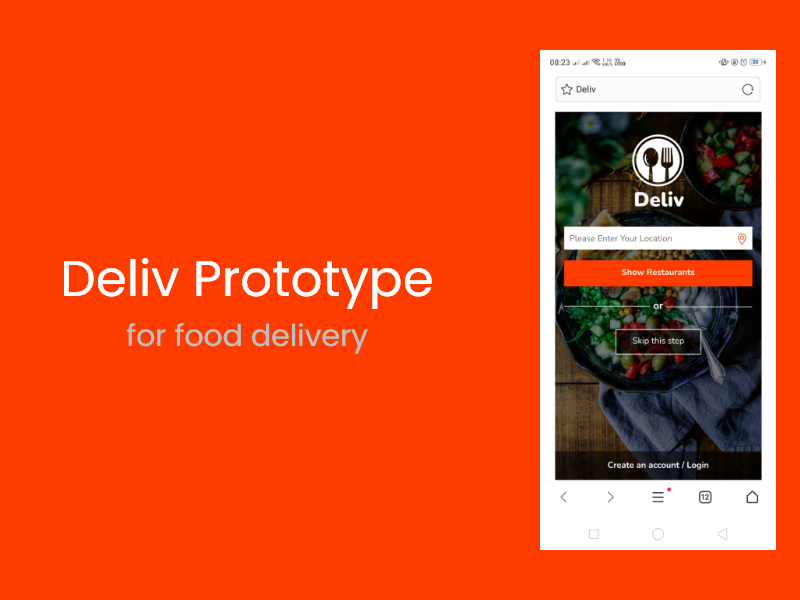 Deliv Prototype
for food delivery
08:23
Deliv
Deliv
Please Enter Your Location
Show Restaurants
or
Skip this step
Create an account / Login
12